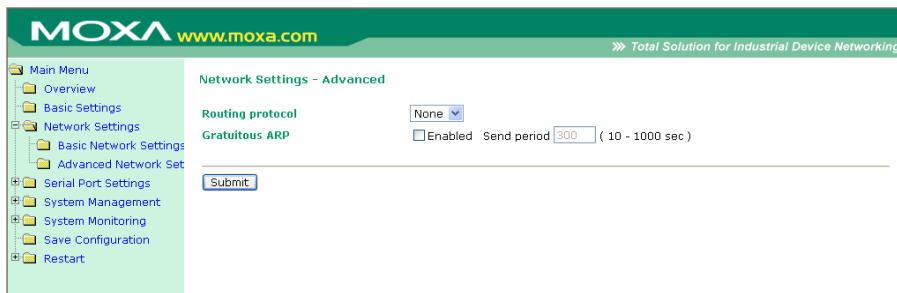 MOXA www.moxa.com
Total Solution for Industrial Device Networking
Main Menu
Overview
Basic Settings
Network Settings
Basic Network Settings
Advanced Network Set
Serial Port Settings
System Management
System Monitoring
Save Configuration
Restart
Network Settings - Advanced
Routing protocol None
Gratuitous ARP Enabled Send period 300 ( 10 - 1000 sec )
Submit